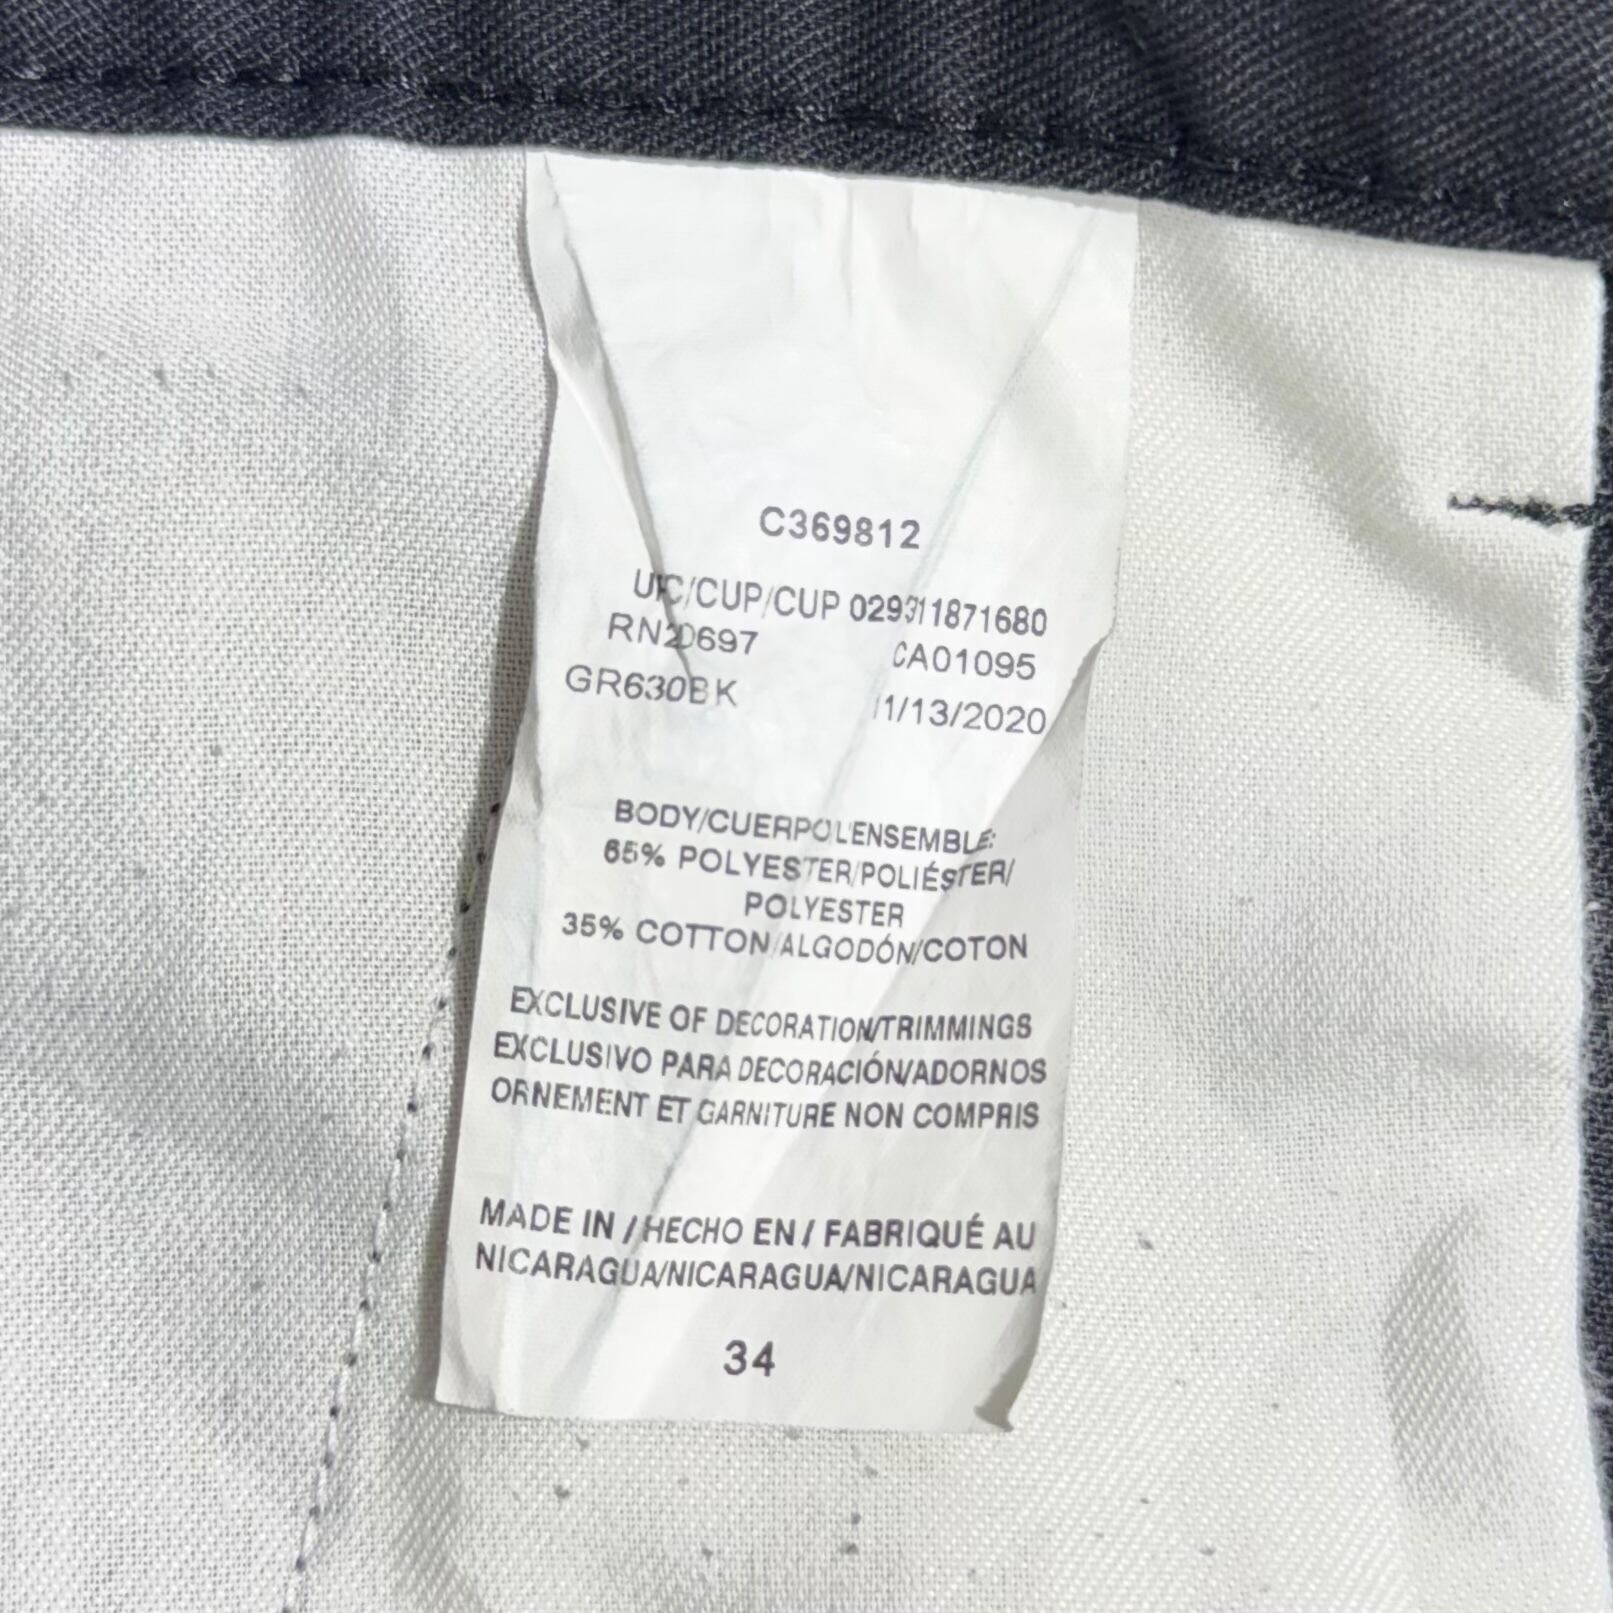 C369812
UPC/CUP/CUP 029311871680
RN20697 CA01095
GR630BK 11/13/2020
BODY/CUERPO/L'ENSEMBLE:
65% POLYESTER/POLIÉSTER/
POLYESTER
35% COTTON/ALGODÓN/COTON
EXCLUSIVE OF DECORATION/TRIMMINGS
EXCLUSIVO PARA DECORACIÓN/ADORNOS
ORNEMENT ET GARNITURE NON COMPRIS
MADE IN / HECHO EN / FABRIQUÉ AU
NICARAGUA/NICARAGUA/NICARAGUA
34